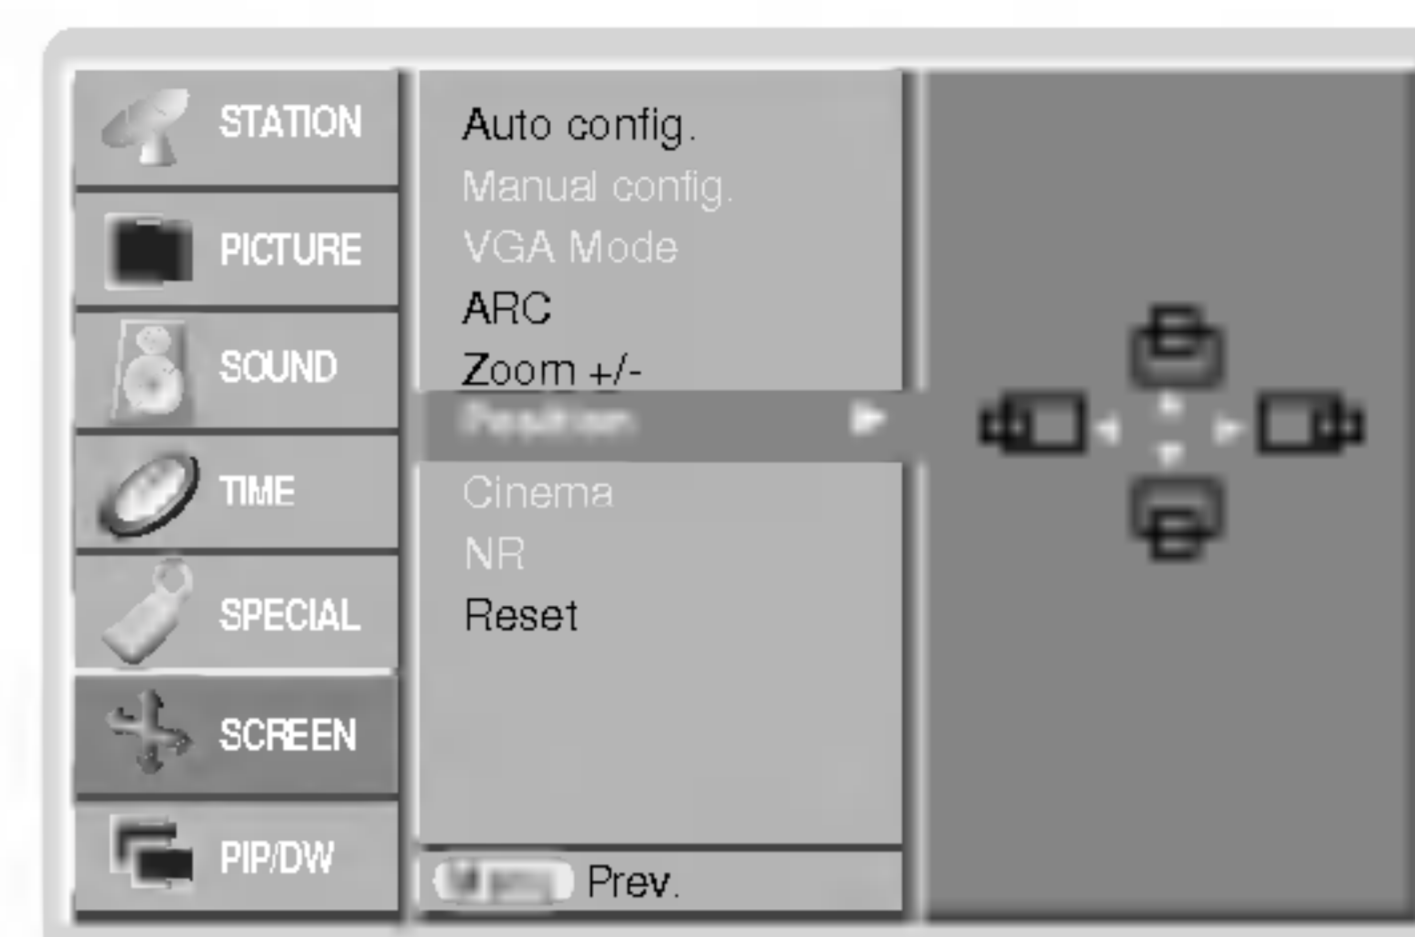 STATION
PICTURE
SOUND
TIME
SPECIAL
SCREEN
PIP/DW
Auto config.
Manual config.
VGA Mode
ARC
Zoom +/-
Position
Cinema
NR
Reset
Prev.